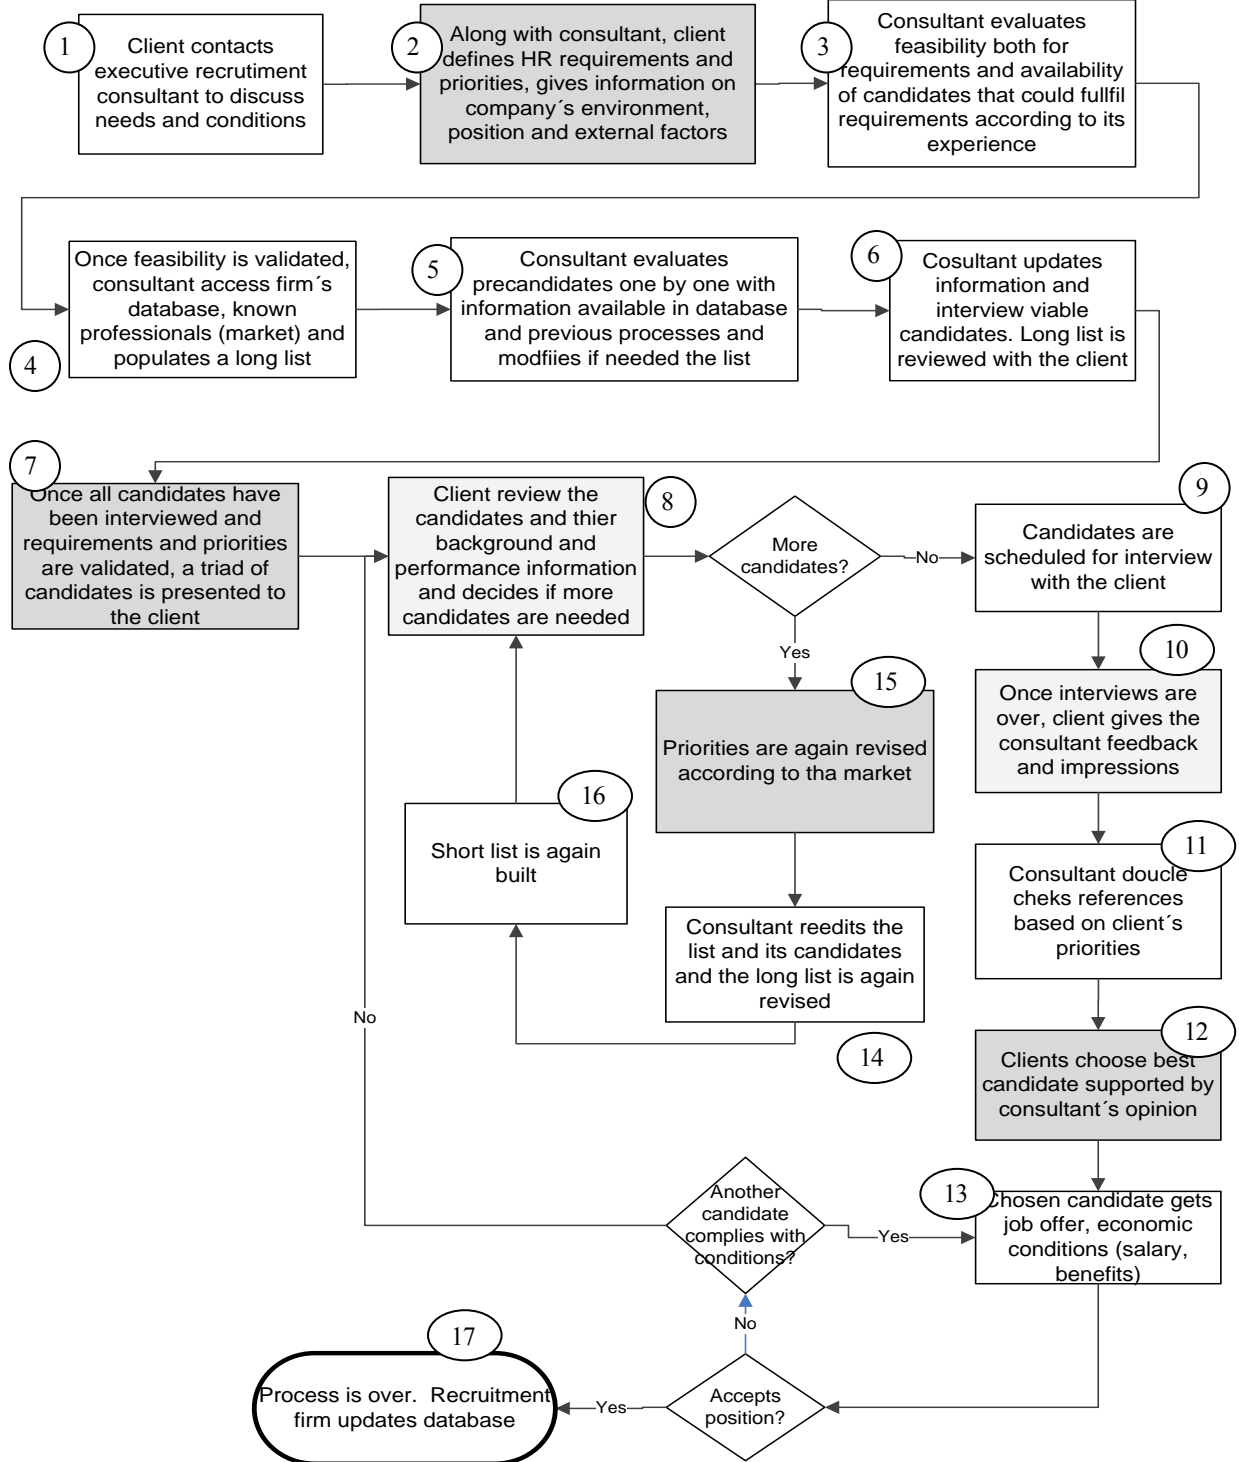 1
Client contacts
executive recrutiment
consultant to discuss
needs and conditions
2
Along with consultant, client
defines HR requirements and
priorities, gives information on
company´s environment,
position and external factors
3
Consultant evaluates
feasibility both for
requirements and availability
of candidates that could fullfil
requirements according to its
experience
4
Once feasibility is validated,
consultant access firm´s
database, known
professionals (market) and
populates a long list
5
Consultant evaluates
precandidates one by one with
information available in database
and previous processes and
modfiies if needed the list
6
Cosultant updates
information and
interview viable
candidates. Long list is
reviewed with the client
7
Once all candidates have
been interviewed and
requirements and priorities
are validated, a triad of
candidates is presented to
the client
8
Client review the
candidates and thier
background and
performance information
and decides if more
candidates are needed
More
candidates?
No
Yes
9
Candidates are
scheduled for interview
with the client
10
Once interviews are
over, client gives the
consultant feedback
and impressions
15
Priorities are again revised
according to tha market
16
Short list is again
built
11
Consultant doucle
cheks references
based on client´s
priorities
Consultant reedits the
list and its candidates
and the long list is again
revised
14
No
12
Clients choose best
candidate supported by
consultant´s opinion
13
Chosen candidate gets
job offer, economic
conditions (salary,
benefits)
Another
candidate
complies with
conditions?
Yes
No
Accepts
position?
Yes
17
Process is over. Recruitment
firm updates database